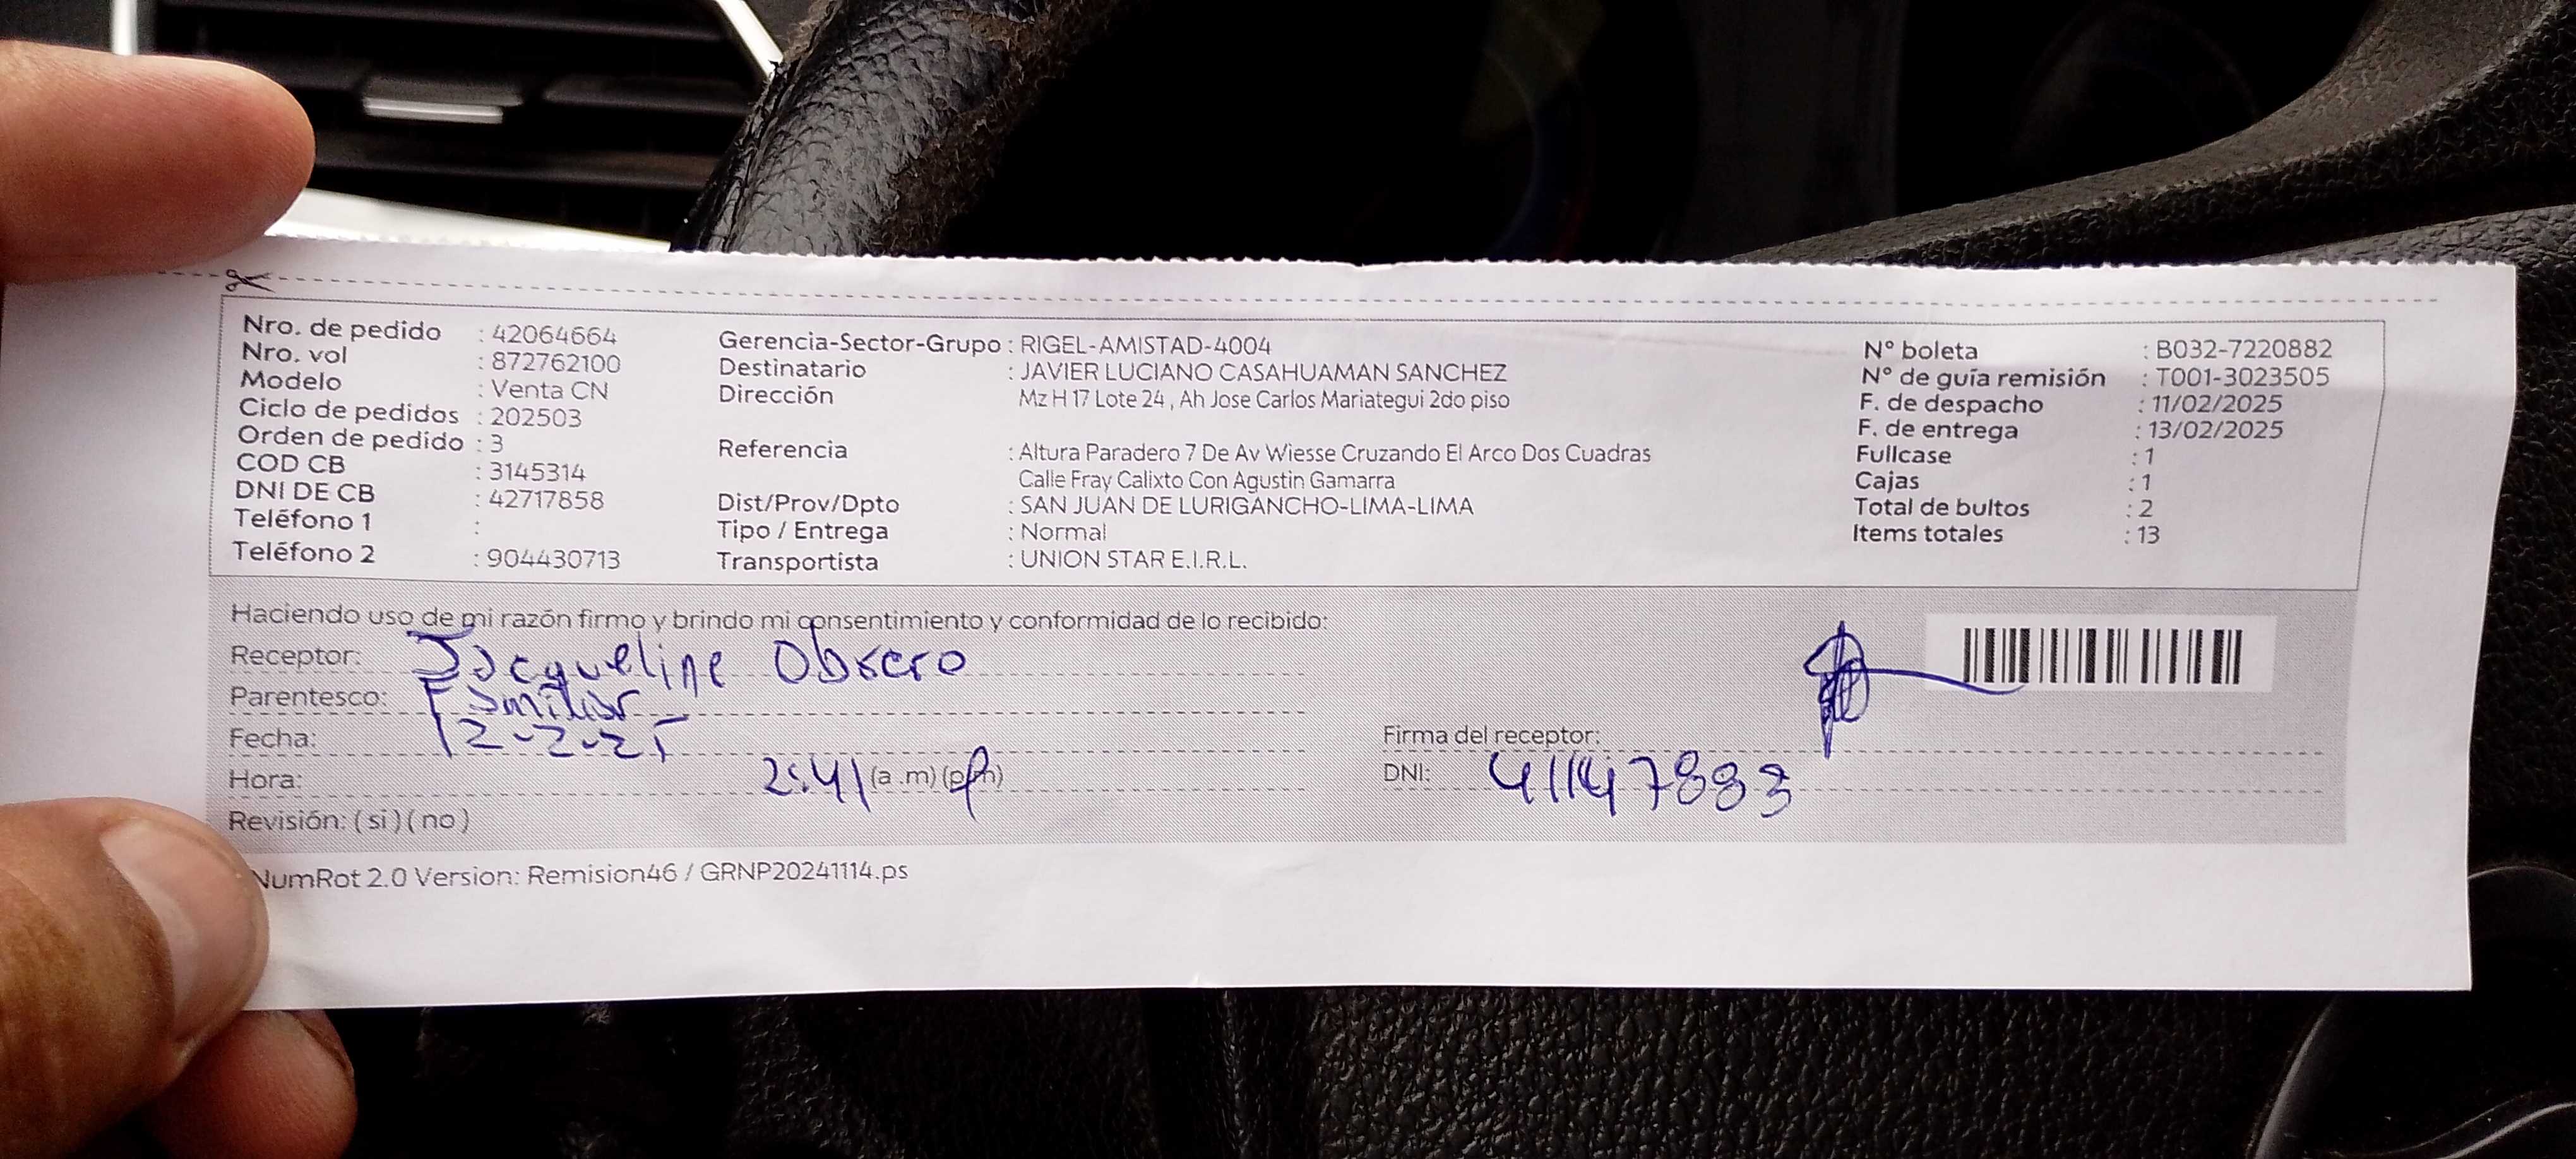 Nro. de pedido : 42064664
Nro. vol : 872762100
Modelo : Venta CN
Ciclo de pedidos : 202503
Orden de pedido : 3
COD CB : 3145314
DNI DE CB : 42717858
Teléfono 1 :
Teléfono 2 : 904430713
Gerencia-Sector-Grupo : RIGEL-AMISTAD-4004
Destinatario : JAVIER LUCIANO CASAHUAMAN SANCHEZ
Dirección Mz H 17 Lote 24 , Ah Jose Carlos Mariategui 2do piso
Referencia : Altura Paradero 7 De Av Wiesse Cruzando El Arco Dos Cuadras
Calle Fray Calixto Con Agustin Gamarra
Dist/Prov/Dpto : SAN JUAN DE LURIGANCHO-LIMA-LIMA
Tipo / Entrega : Normal
Transportista : UNION STAR E.I.R.L.
N° boleta : B032-7220882
N° de guía remisión : T001-3023505
F. de despacho : 11/02/2025
F. de entrega : 13/02/2025
Fullcase : 1
Cajas : 1
Total de bultos : 2
Items totales : 13
Haciendo uso de mi razón firmo y brindo mi consentimiento y conformidad de lo recibido:
Receptor: Jacqueline
Parentesco: Familiar
Fecha: 12-2-25
Hora: 2:41 (a .m) (p.m)
Revisión: ( si ) ( no )
Firma del receptor:
DNI: 41147883
NumRot 2.0 Version: Remision46 / GRNP20241114.ps